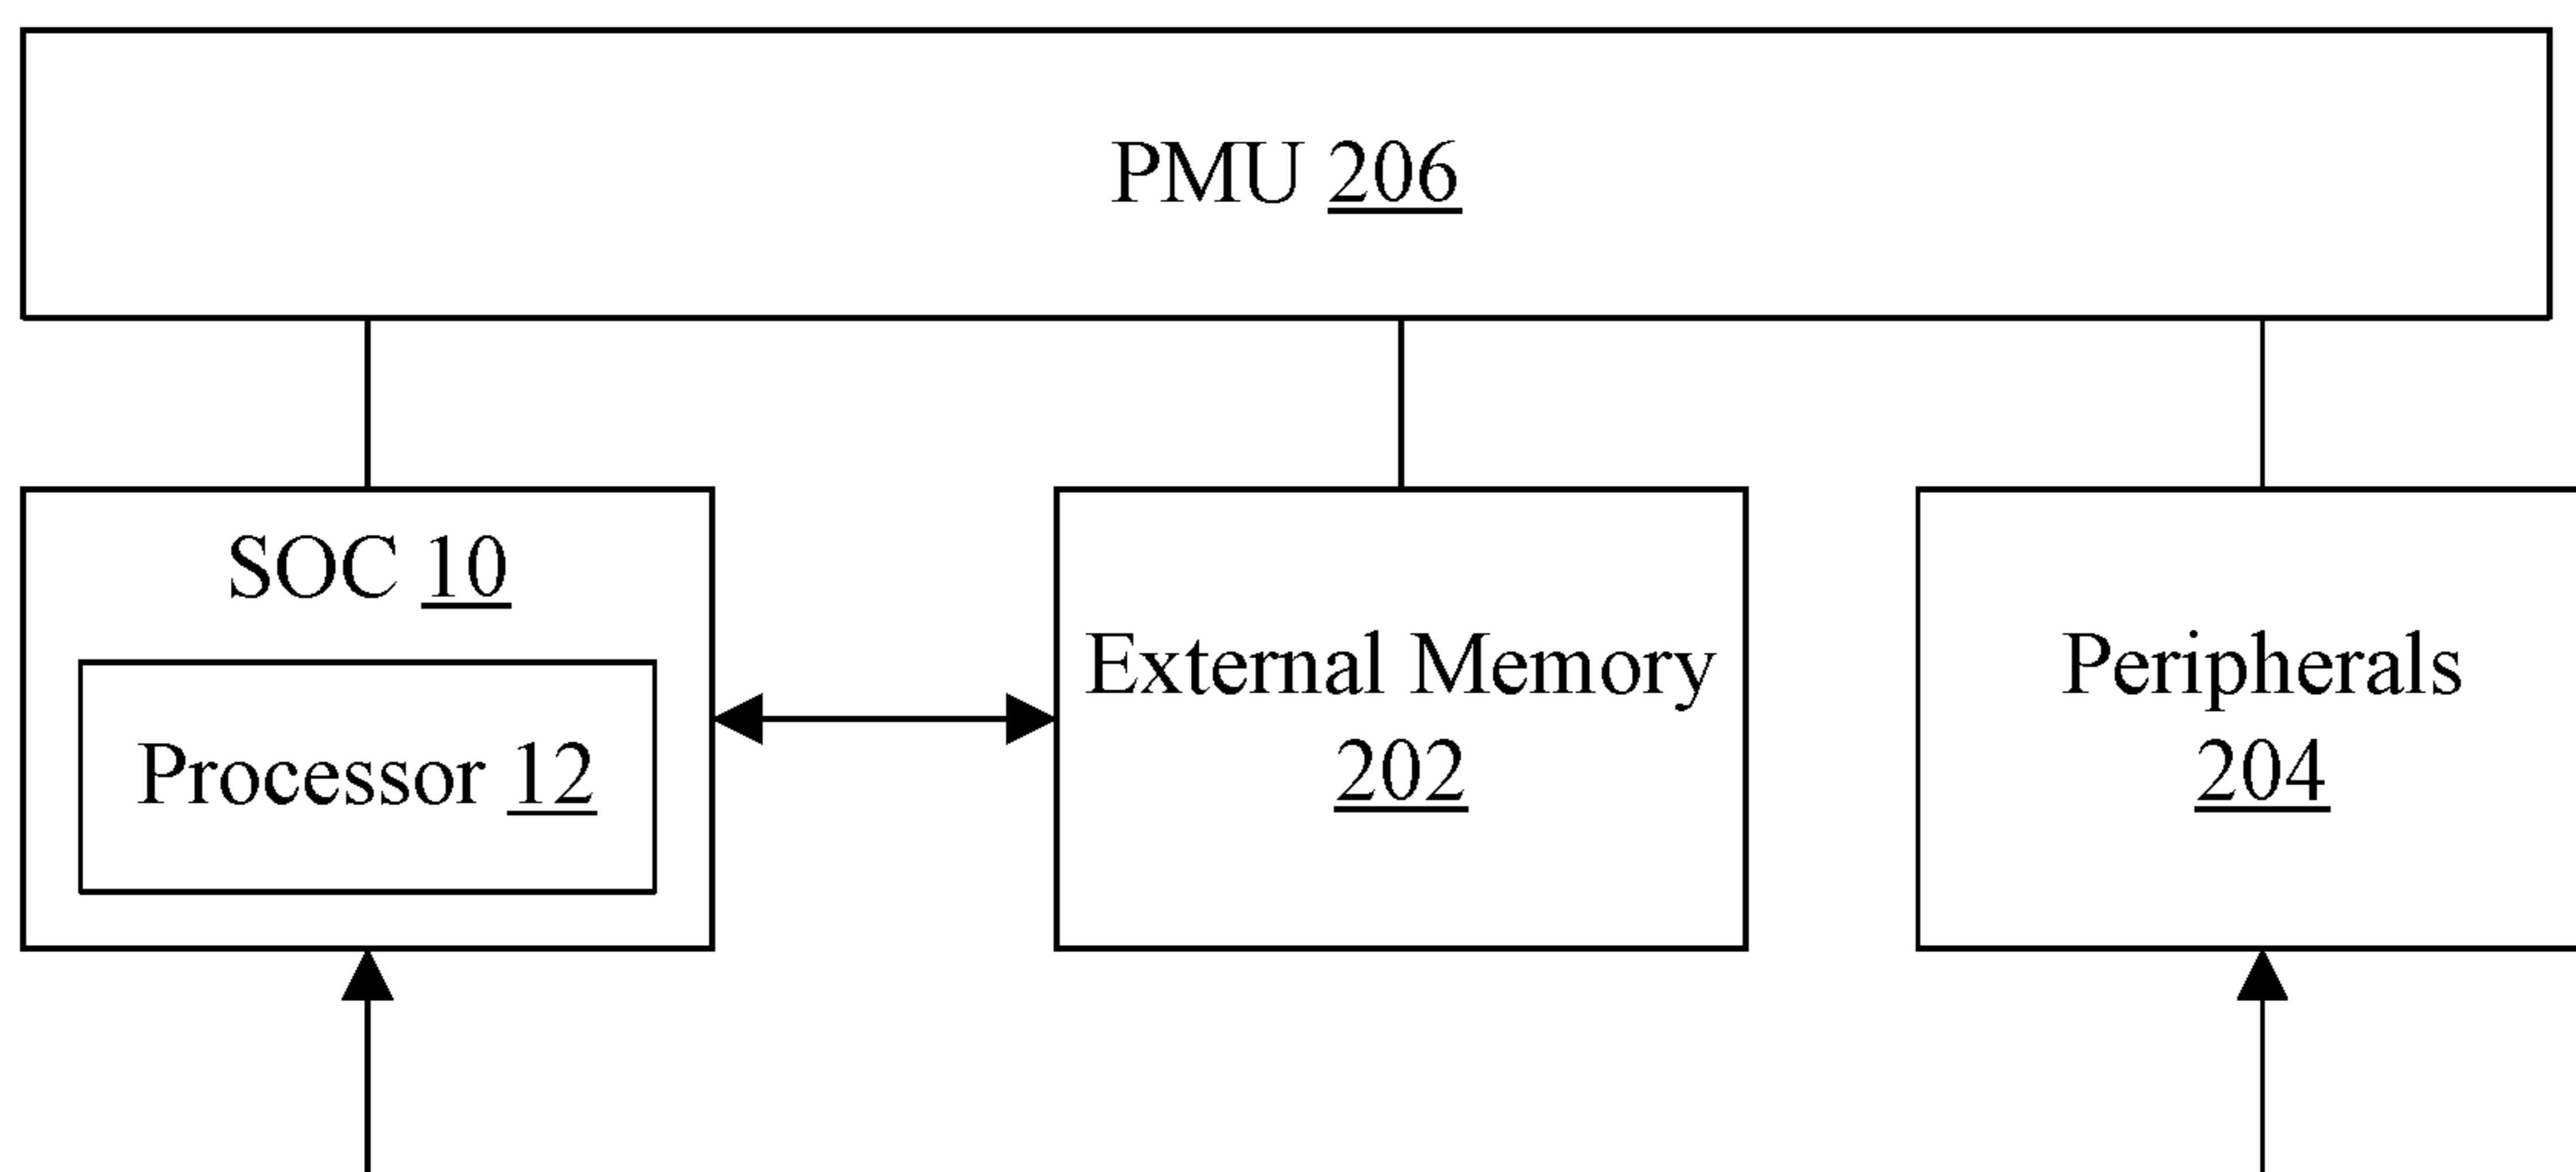 PMU 206
SOC 10
Processor 12
External Memory
202
Peripherals
204